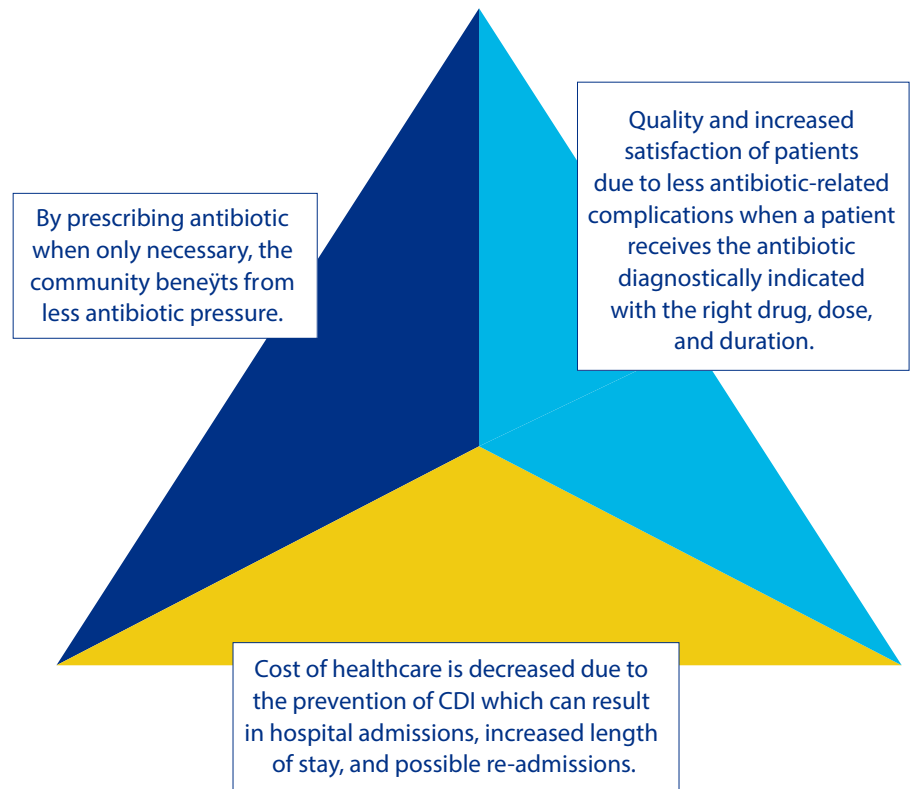 Quality and increased
satisfaction of patients
due to less antibiotic-related
complications when a patient
receives the antibiotic
diagnostically indicated
with the right drug, dose,
and duration.
By prescribing antibiotic
when only necessary, the
community beneÿts from
less antibiotic pressure.
Cost of healthcare is decreased due to
the prevention of CDI which can result
in hospital admissions, increased length
of stay, and possible re-admissions.